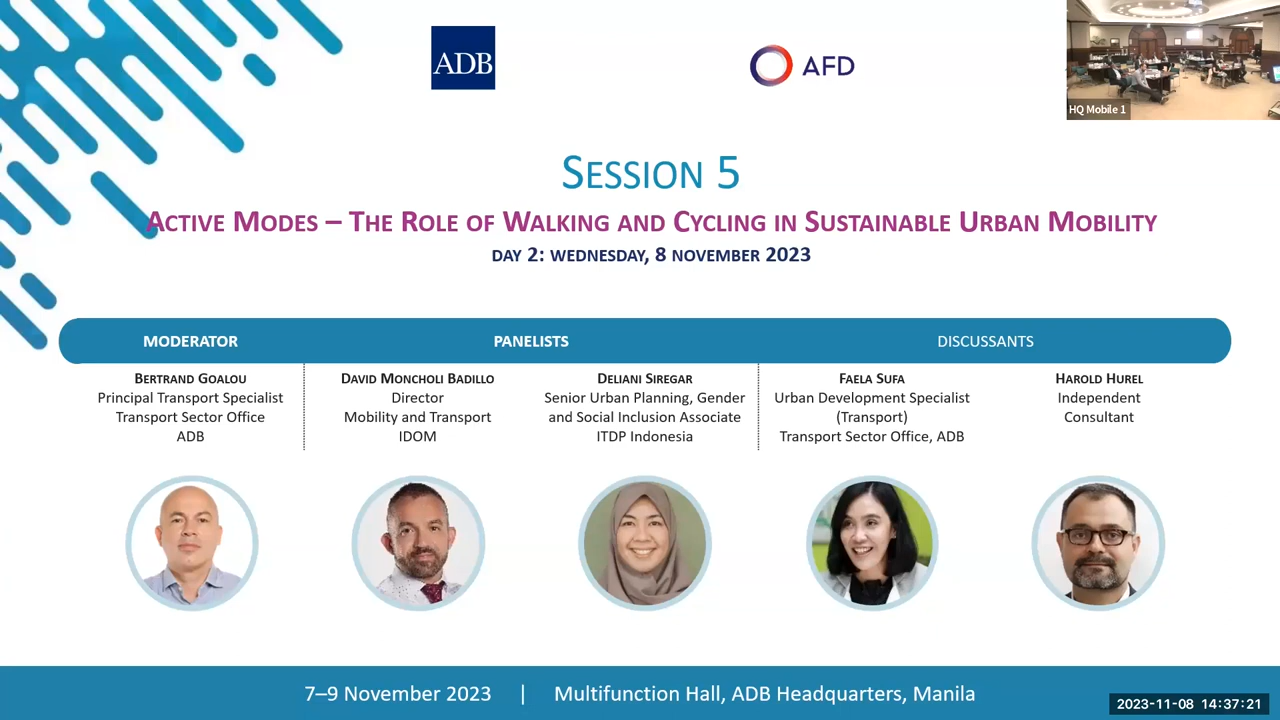 ADB
AFD
HQ Mobile 1
SESSION 5
ACTIVE MODES – THE ROLE OF WALKING AND CYCLING IN SUSTAINABLE URBAN MOBILITY
DAY 2: WEDNESDAY, 8 NOVEMBER 2023
MODERATOR
PANELISTS
DISCUSSANTS
BERTRAND GOALOU
Principal Transport Specialist
Transport Sector Office
ADB
DAVID MONCHOLI BADILLO
Director
Mobility and Transport
IDOM
DELIANI SIREGAR
Senior Urban Planning, Gender
and Social Inclusion Associate
ITDP Indonesia
FAELA SUFA
Urban Development Specialist
(Transport)
Transport Sector Office, ADB
HAROLD HUREL
Independent
Consultant
7–9 November 2023 | Multifunction Hall, ADB Headquarters, Manila
2023-11-08 14:37:21